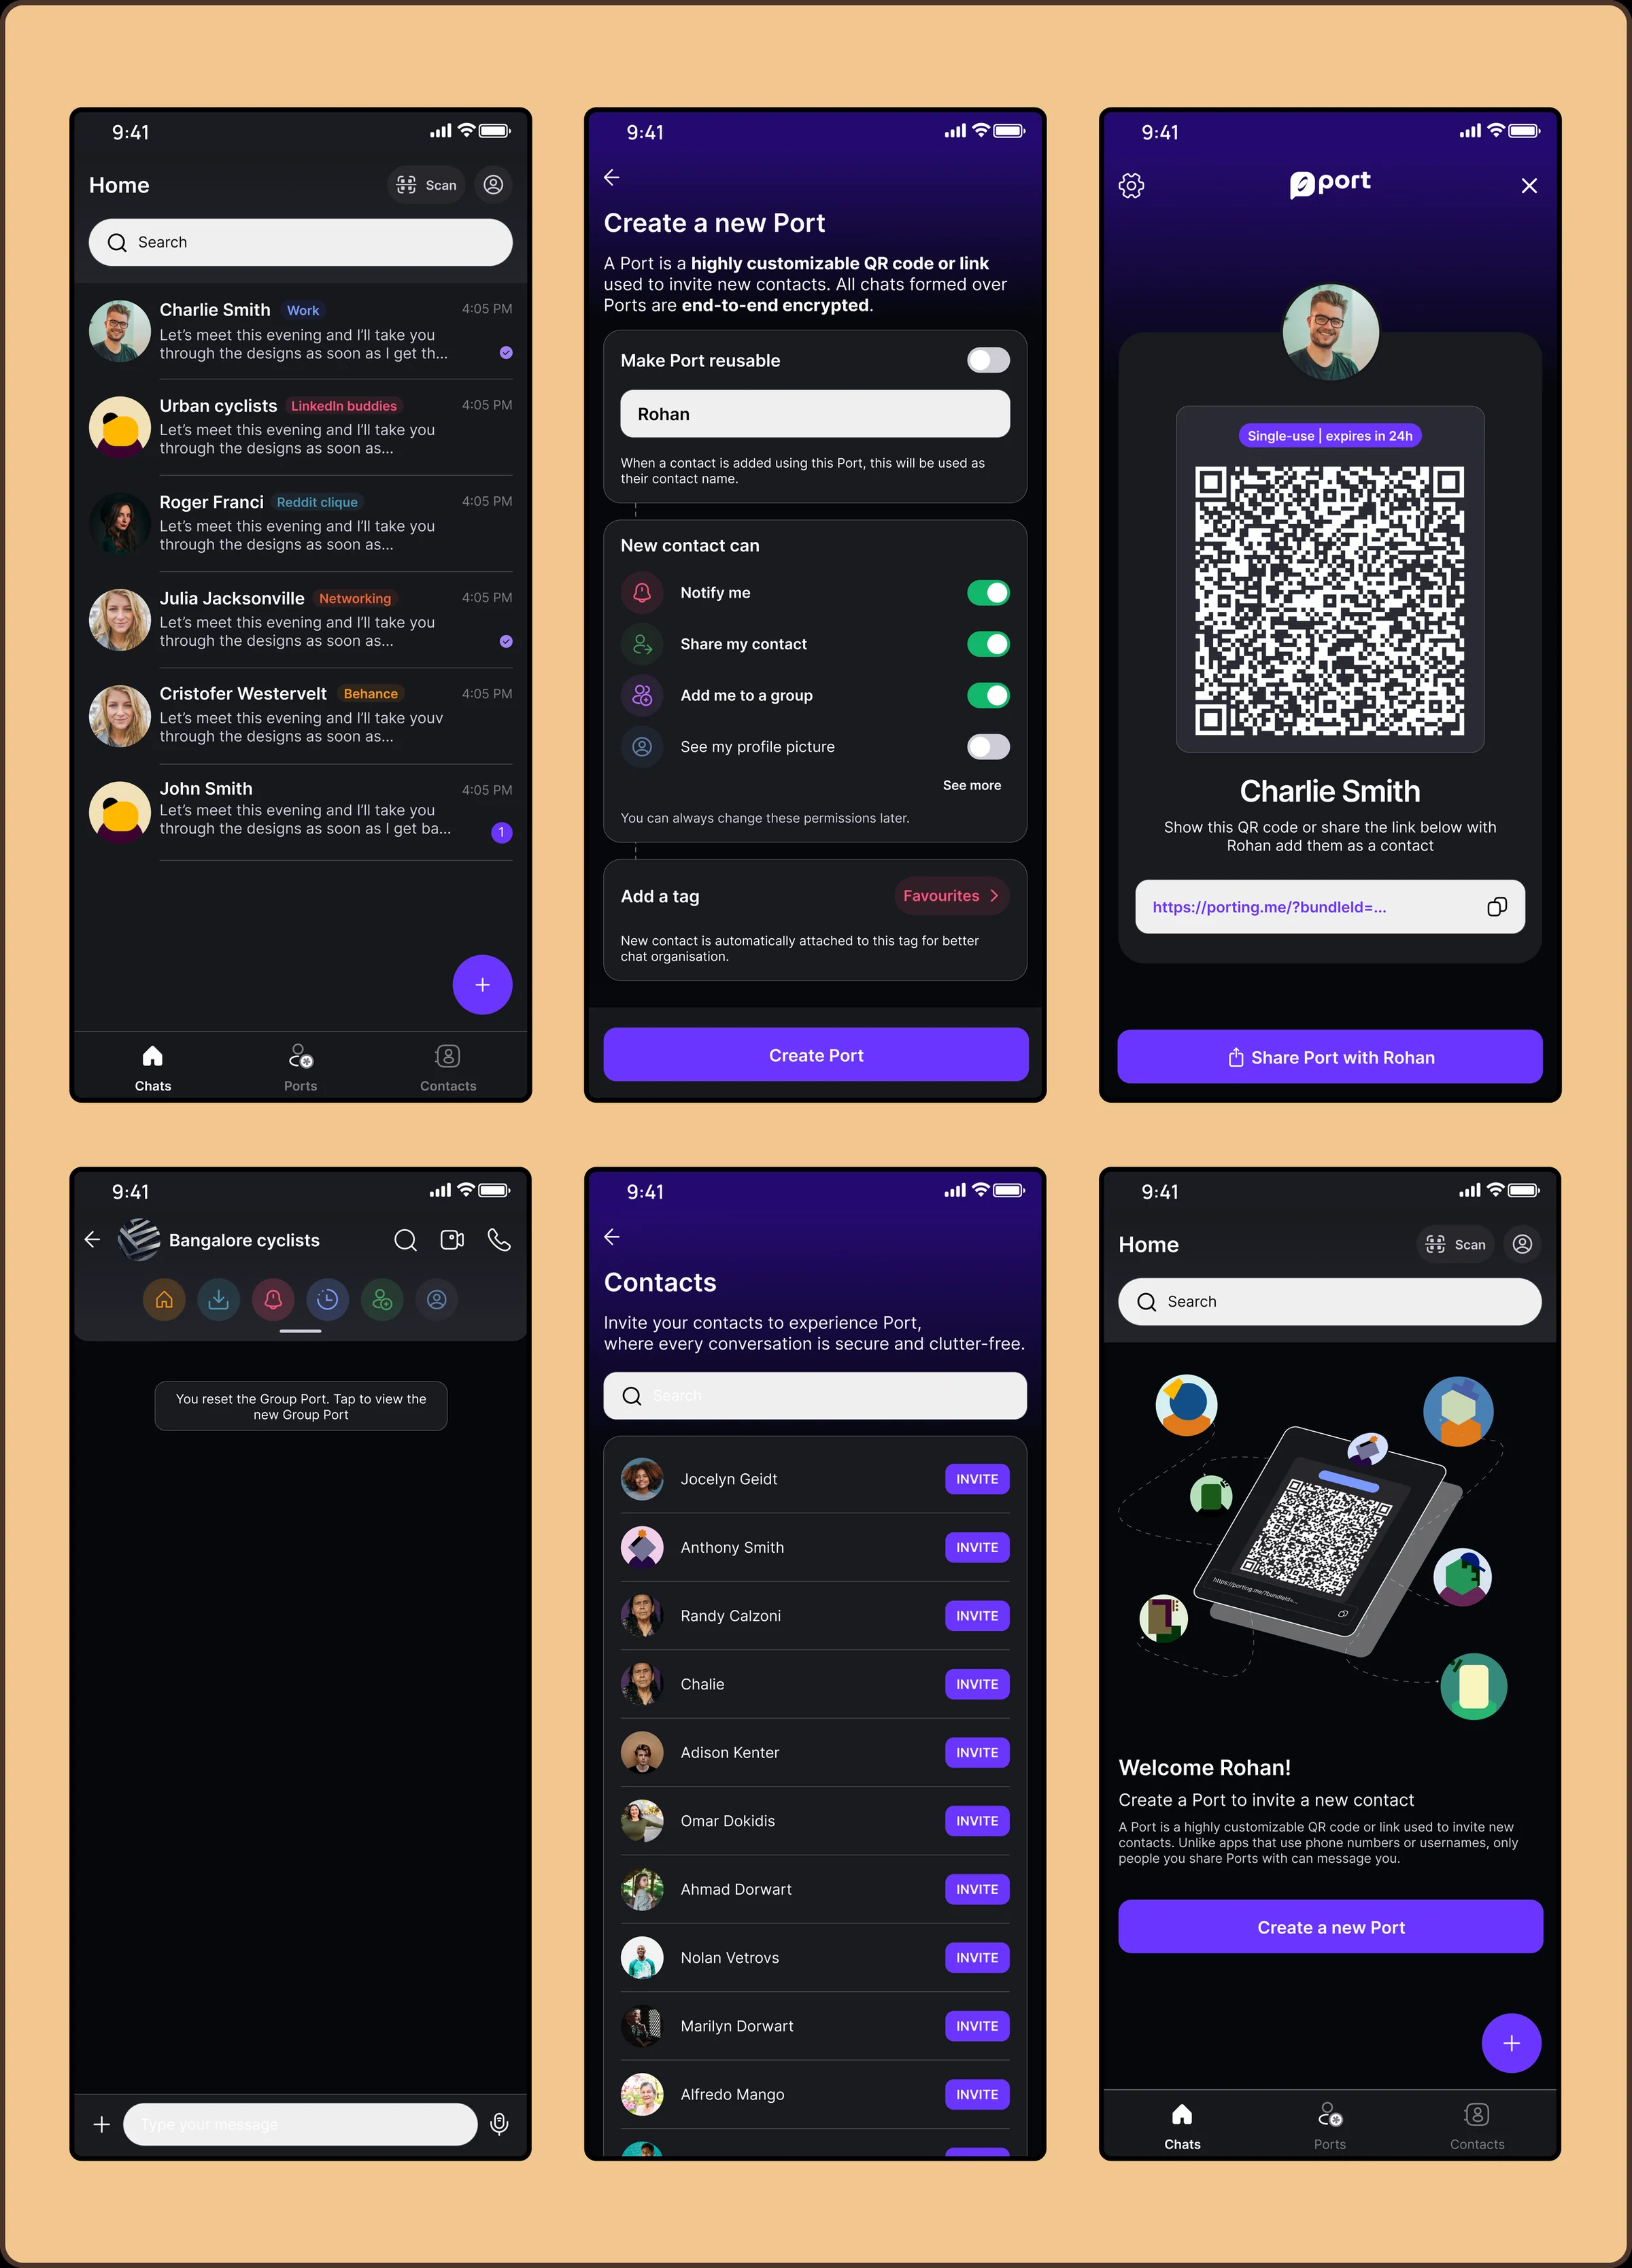 9:41
Home
Scan
Search
Charlie Smith Work 4:05 PM
Let's meet this evening and I'll take you
through the designs as soon as I get th...
Urban cyclists LinkedIn buddies 4:05 PM
Let's meet this evening and I'll take you
through the designs as soon as...
Roger Franci Reddit clique 4:05 PM
Let's meet this evening and I'll take you
through the designs as soon as...
Julia Jacksonville Networking 4:05 PM
Let's meet this evening and I'll take you
through the designs as soon as...
Cristofer Westervelt Behance 4:05 PM
Let's meet this evening and I'll take youv
through the designs as soon as...
John Smith 4:05 PM
Let's meet this evening and I'll take you
through the designs as soon as I get ba...
1
Chats Ports Contacts
9:41
Create a new Port
A Port is a highly customizable QR code or link
used to invite new contacts. All chats formed over
Ports are end-to-end encrypted.
Make Port reusable
Rohan
When a contact is added using this Port, this will be used as
their contact name.
New contact can
Notify me
Share my contact
Add me to a group
See my profile picture
See more
You can always change these permissions later.
Add a tag Favourites
New contact is automatically attached to this tag for better
chat organisation.
Create Port
9:41
port
Single-use | expires in 24h
Charlie Smith
Show this QR code or share the link below with
Rohan add them as a contact
https://porting.me/?bundleId=...
Share Port with Rohan
9:41
Bangalore cyclists
You reset the Group Port. Tap to view the
new Group Port
Type your message
9:41
Contacts
Invite your contacts to experience Port,
where every conversation is secure and clutter-free.
Search
Jocelyn Geidt INVITE
Anthony Smith INVITE
Randy Calzoni INVITE
Chalie INVITE
Adison Kenter INVITE
Omar Dokidis INVITE
Ahmad Dorwart INVITE
Nolan Vetrovs INVITE
Marilyn Dorwart INVITE
Alfredo Mango INVITE
9:41
Home
Scan
Search
https://porting.me/?bundleId=...
Welcome Rohan!
Create a Port to invite a new contact
A Port is a highly customizable QR code or link used to invite new
contacts. Unlike apps that use phone numbers or usernames, only
people you share Ports with can message you.
Create a new Port
Chats Ports Contacts